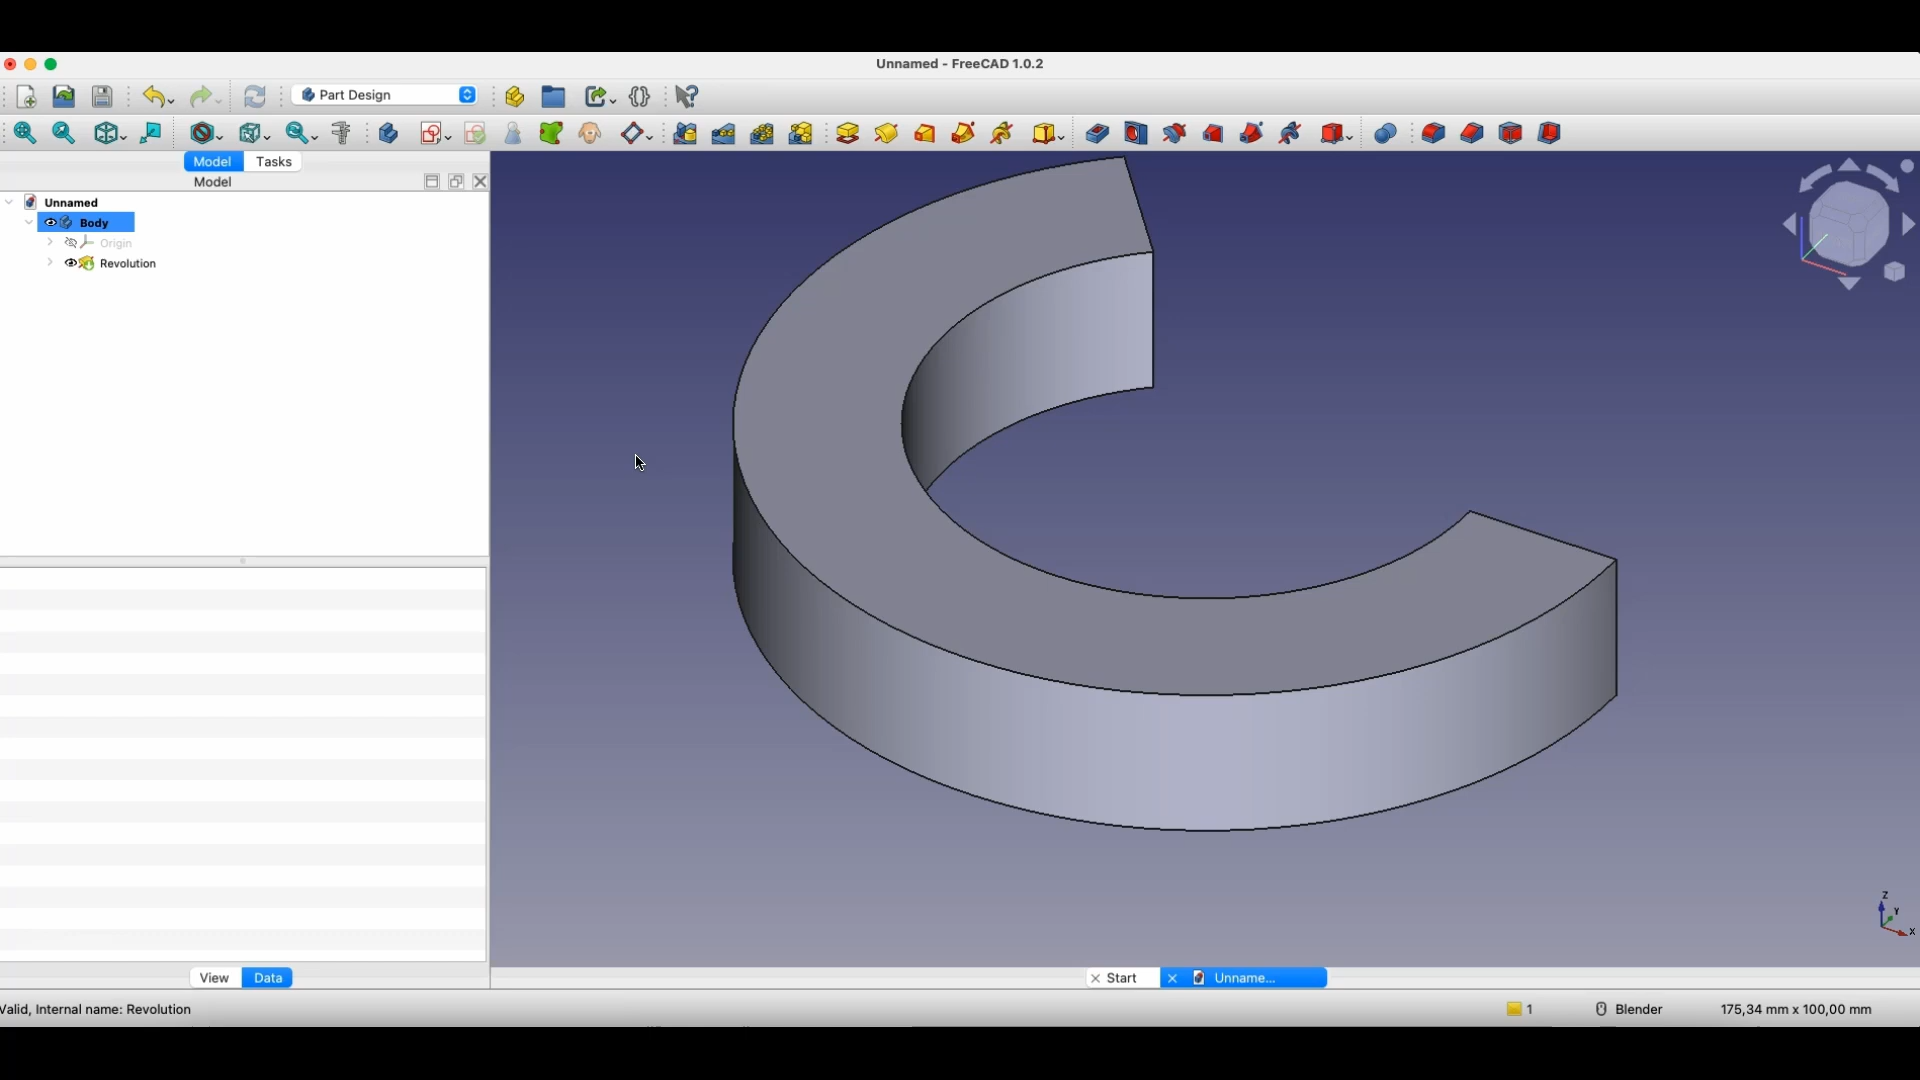 Unnamed - FreeCAD 1.0.2
Part Design
Model Tasks
Model
Unnamed
Body
Origin
Revolution
View Data
Start
Unname...
Valid, Internal name: Revolution
1
Blender
175,34 mm x 100,00 mm
Z
Y
X